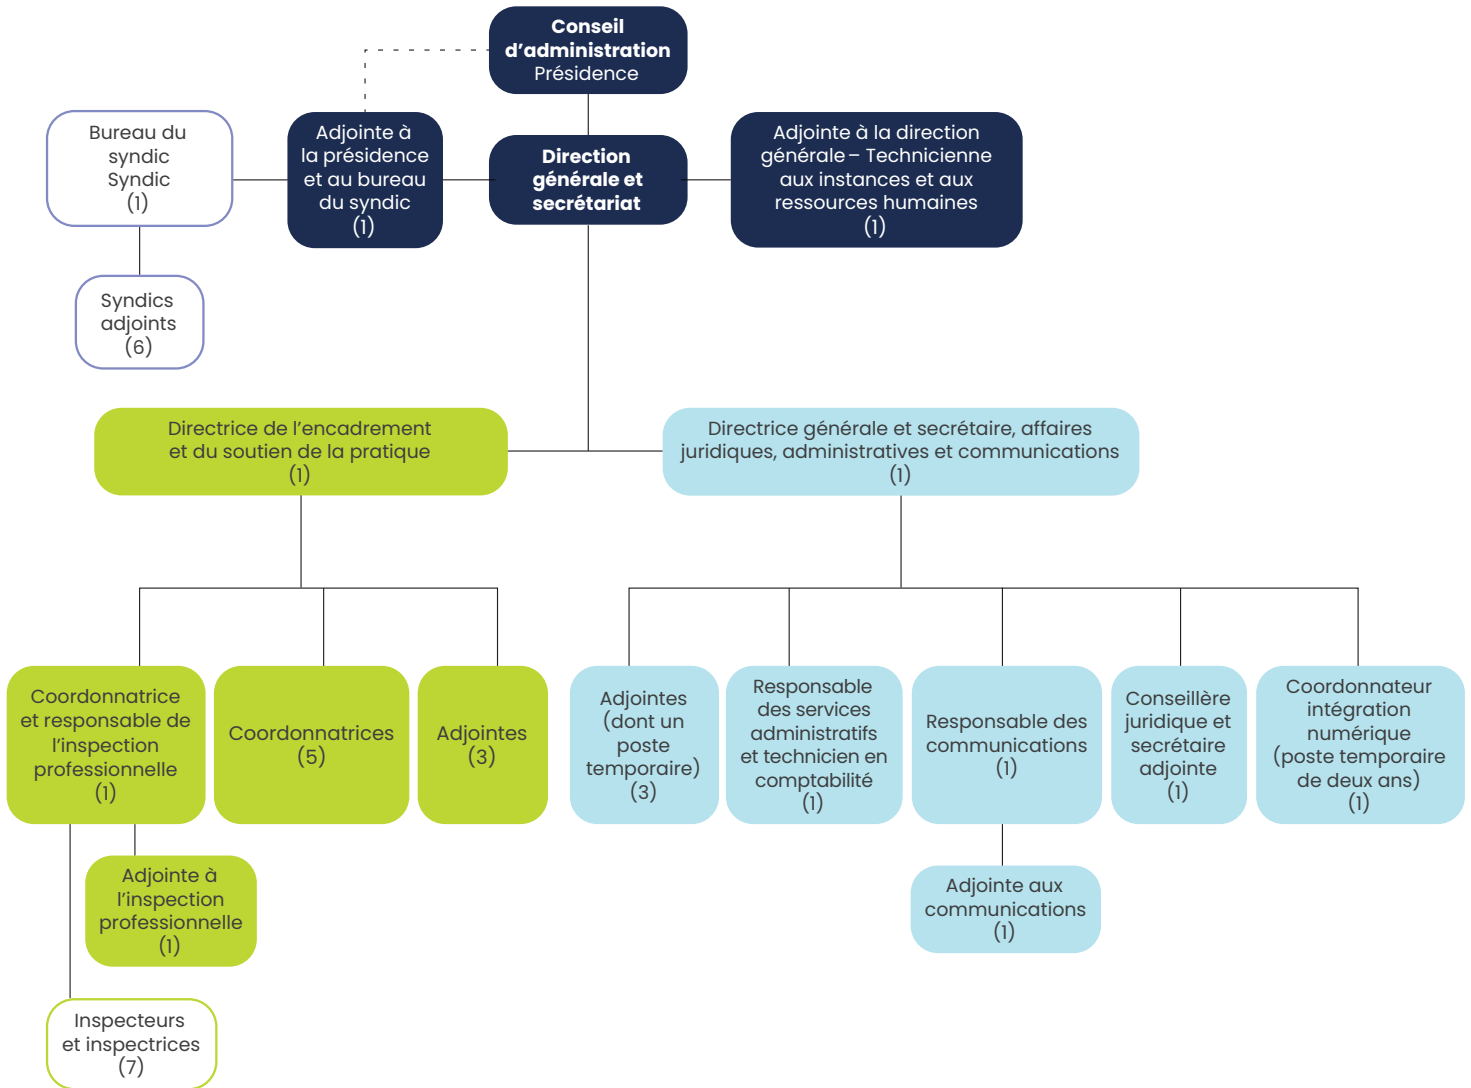 Conseil
d'administration
Présidence
Bureau du
syndic
Syndic
(1)
Adjointe à
la présidence
et au bureau
du syndic
(1)
Direction
générale et
secrétariat
Adjointe à la direction
générale – Technicienne
aux instances et aux
ressources humaines
(1)
Syndics
adjoints
(6)
Directrice de l'encadrement
et du soutien de la pratique
(1)
Directrice générale et secrétaire, affaires
juridiques, administratives et communications
(1)
Coordonnatrice
et responsable de
l'inspection
professionnelle
(1)
Coordonnatrices
(5)
Adjointes
(3)
Adjointes
(dont un
poste
temporaire)
(3)
Responsable
des services
administratifs
et technicien en
comptabilité
(1)
Responsable des
communications
(1)
Conseillère
juridique et
secrétaire
adjointe
(1)
Coordonnateur
intégration
numérique
(poste temporaire
de deux ans)
(1)
Adjointe à
l'inspection
professionnelle
(1)
Adjointe aux
communications
(1)
Inspecteurs
et inspectrices
(7)